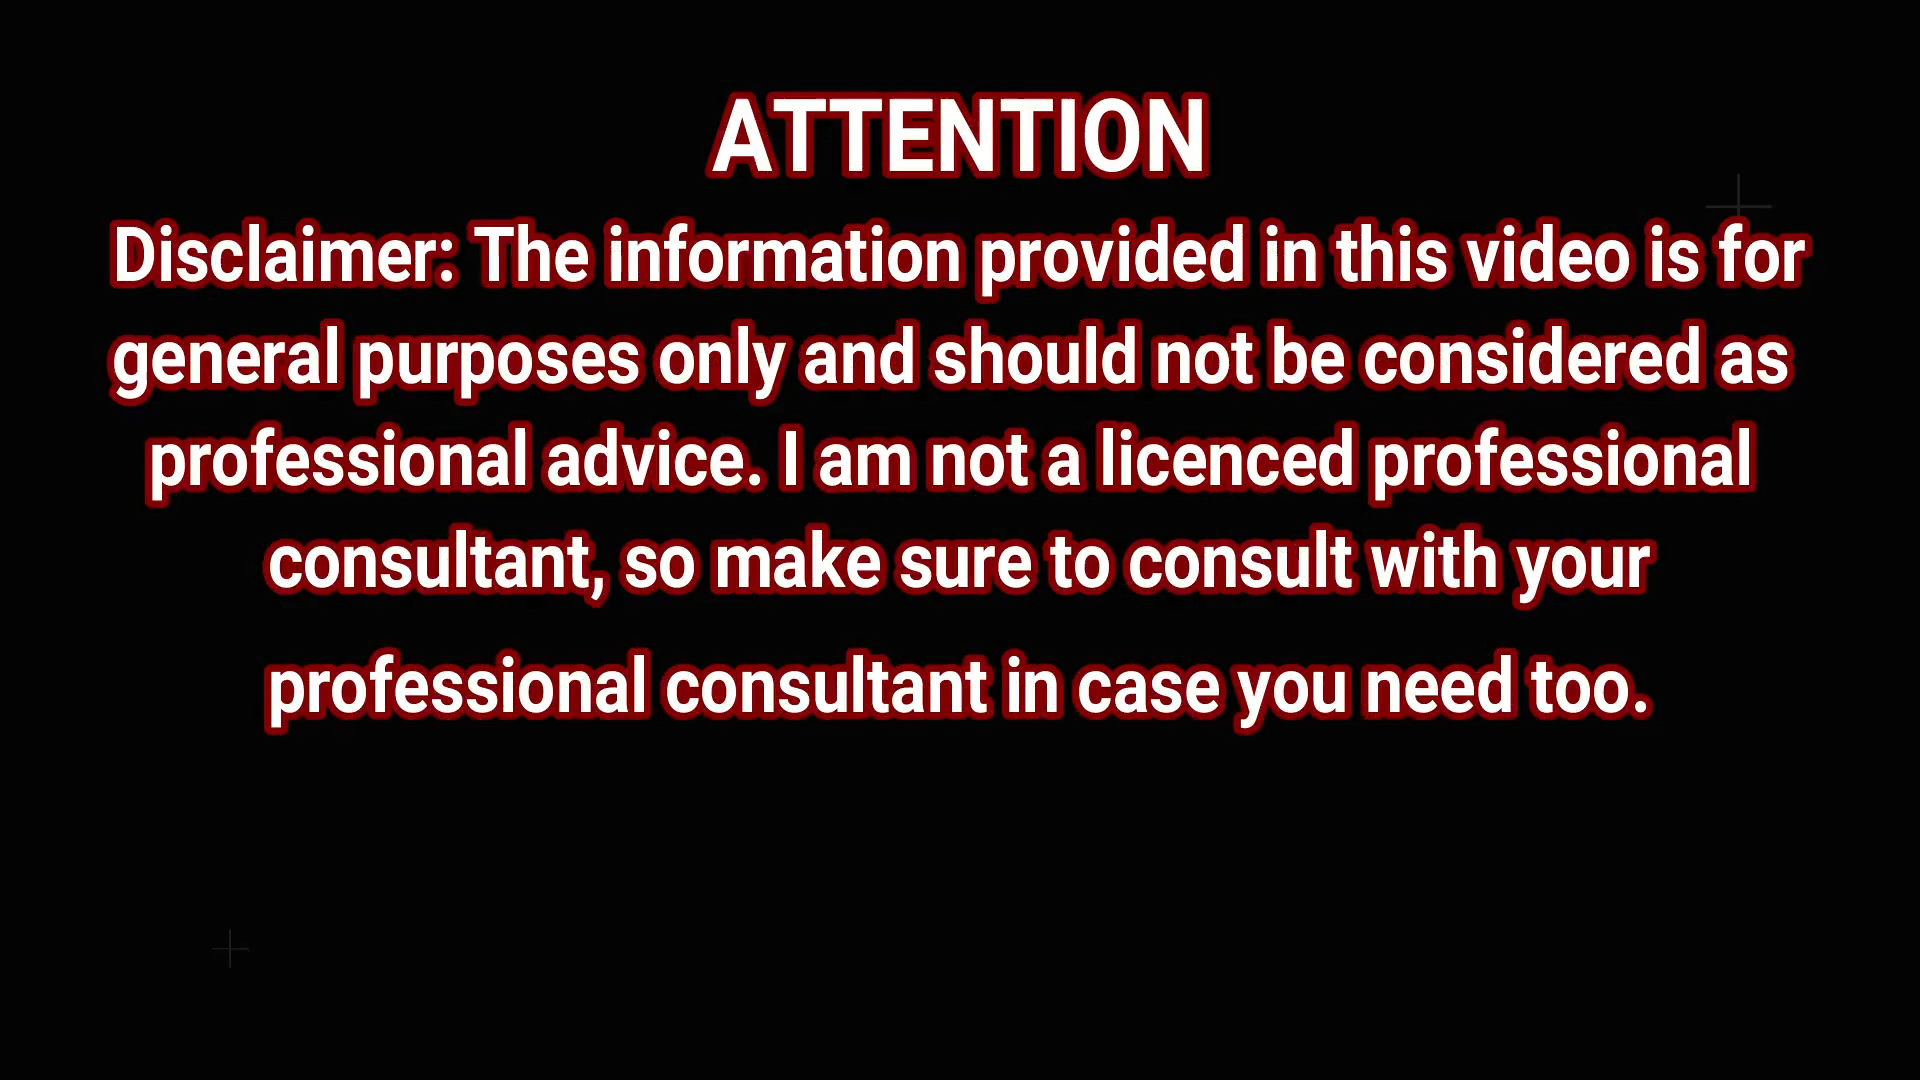 ATTENTION
Disclaimer: The information provided in this video is for
general purposes only and should not be considered as
professional advice. I am not a licenced professional
consultant, so make sure to consult with your
professional consultant in case you need too.